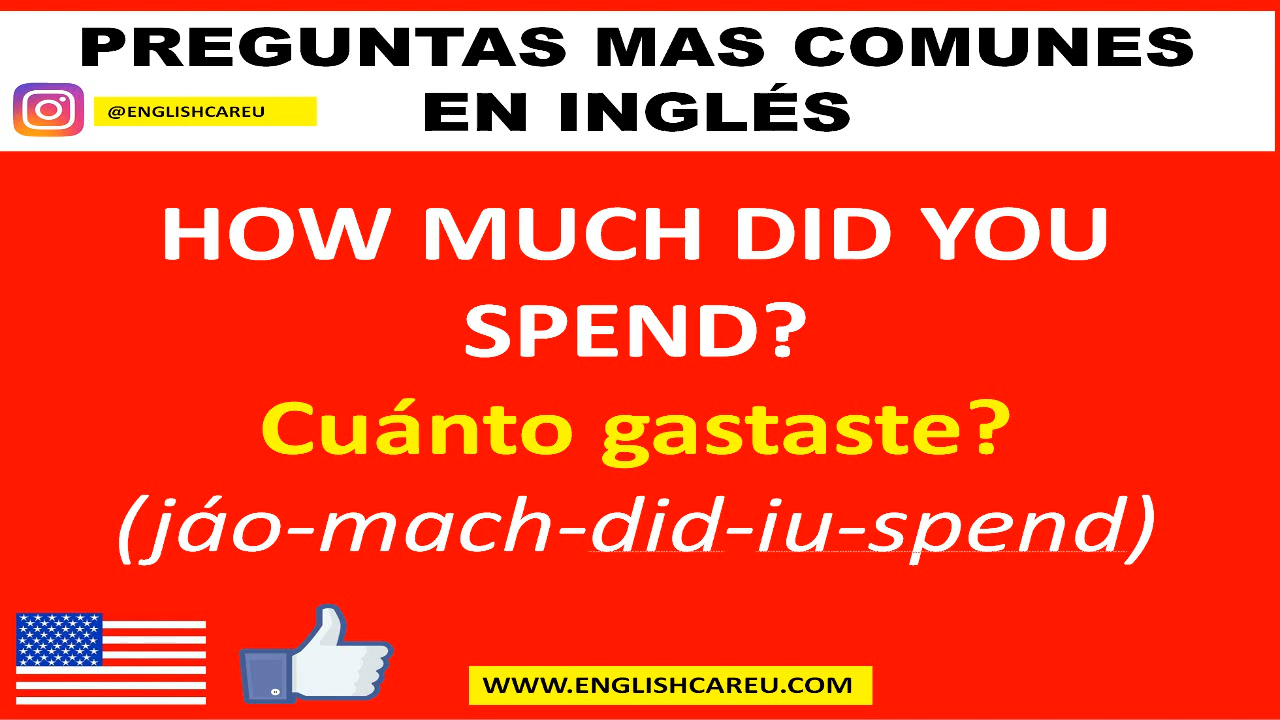 PREGUNTAS MAS COMUNES
EN INGLÉS
@ENGLISHCAREU
HOW MUCH DID YOU
SPEND?
Cuánto gastaste?
(jáo-mach-did-iu-spend)
WWW.ENGLISHCAREU.COM